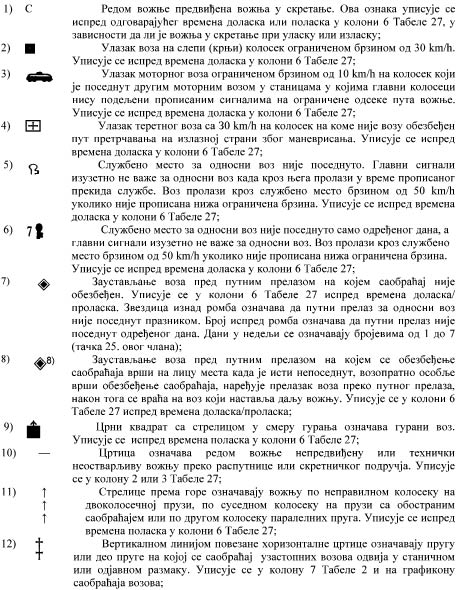 1) С Редом вожње предвиђена вожња у скретање. Ова ознака уписује се
испред одговарајућег времена доласка или поласка у колони 6 Табеле 27, у
зависности да ли је вожња у скретање при уласку или изласку;
2) ■ Улазак воза на слепи (крњи) колосек ограниченом брзином од 30 km/h.
Уписује се испред времена доласка у колони 6 Табеле 27;
3) Улазак моторног воза ограниченом брзином од 10 km/h на колосек који
је поседнут другим моторним возом у станицама у којима главни колосеци
нису подељени прописаним сигналима на ограничене одсеке пута вожње.
Уписује се испред времена доласка у колони 6 Табеле 27;
4) Улазак теретног воза са 30 km/h на колосек на коме није возу обезбеђен
пут претрчавања на излазној страни због маневрисања. Уписује се испред
времена доласка у колони 6 Табеле 27;
5) Службено место за односни воз није поседнуто. Главни сигнали
изузетно не важе за односни воз када кроз њега пролази у време прописаног
прекида службе. Воз пролази кроз службено место брзином од 50 km/h
уколико није прописана нижа ограничена брзина. Уписује се испред времена
доласка у колони 6 Табеле 27;
6) 7 Службено место за односни воз није поседнуто само одређеног дана, а
главни сигнали изузетно не важе за односни воз. Воз пролази кроз службено
место брзином од 50 km/h уколико није прописана нижа ограничена брзина.
Уписује се испред времена доласка у колони 6 Табеле 27;
7) Заустављање воза пред путним прелазом на којем саобраћај није
обезбеђен. Уписује се у колони 6 Табеле 27 испред времена доласка/
проласка. Звездица изнад ромба означава да путни прелаз за односни воз
није поседнут празником. Број испред ромба означава да путни прелаз није
поседнут одређеног дана. Дани у недељи се означавају бројевима од 1 до 7
(тачка 25. овог члана);
8) 8) Заустављање воза пред путним прелазом на којем се обезбеђење
саобраћаја врши на лицу места када је исти непоседнут, возопратно особље
врши обезбеђење саобраћаја, наређује прелазак воза преко путног прелаза,
након тога се враћа на воз који наставља даљу вожњу. Уписује се у колони 6
Табеле 27 испред времена доласка/проласка;
9) Црни квадрат са стрелицом у смеру гурања означава гурани воз.
Уписује се испред времена поласка у колони 6 Табеле 27;
10) — Цртица означава редом вожње непредвиђену или технички
неостварљиву вожњу преко распутнице или скретничког подручја. Уписује
се у колону 2 или 3 Табеле 27;
11) ↑ Стрелице према горе означавају вожњу по неправилном колосеку на
↑ двоколосечној прузи, по суседном колосеку на прузи са обостраним
↑ саобраћајем или по другом колосеку паралелних пруга. Уписује се испред
времена поласка у колони 6 Табеле 27;
12) Вертикалном линијом повезане хоризонталне цртице означавају пругу
или део пруге на којој се саобраћај узастопних возова одвија у станичном
или одјавном размаку. Уписује се у колону 7 Табеле 2 и на графикону
саобраћаја возова;